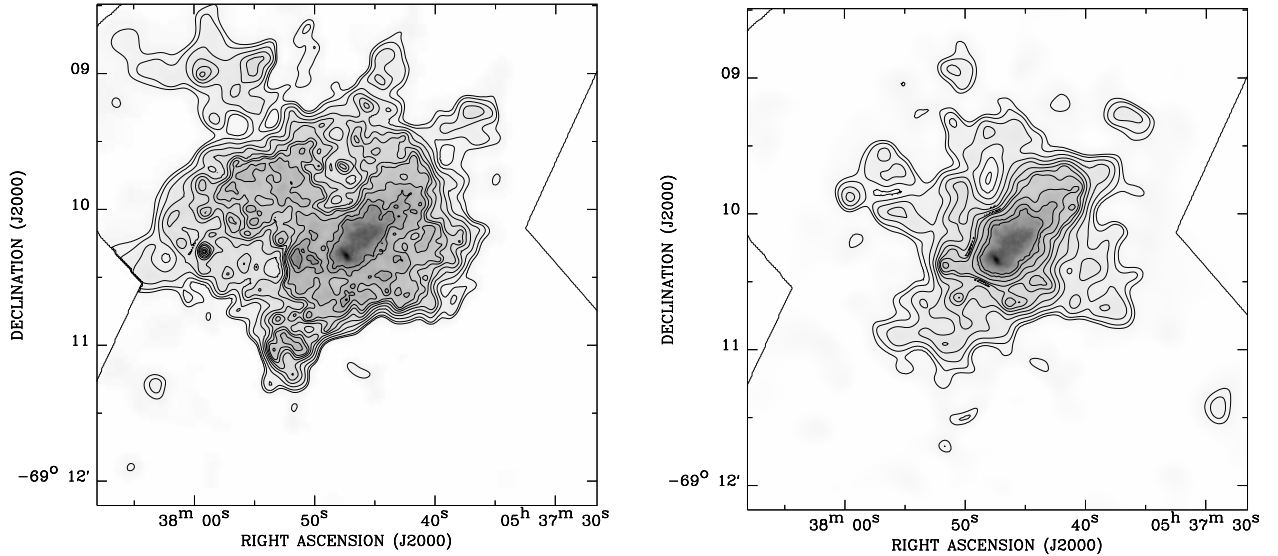 09
10
11
−69° 12′
DECLINATION (J2000)
38ᵐ 00ˢ 50ˢ 40ˢ 05ʰ 37ᵐ 30ˢ
RIGHT ASCENSION (J2000)
09
10
11
−69° 12′
DECLINATION (J2000)
38ᵐ 00ˢ 50ˢ 40ˢ 05ʰ 37ᵐ 30ˢ
RIGHT ASCENSION (J2000)